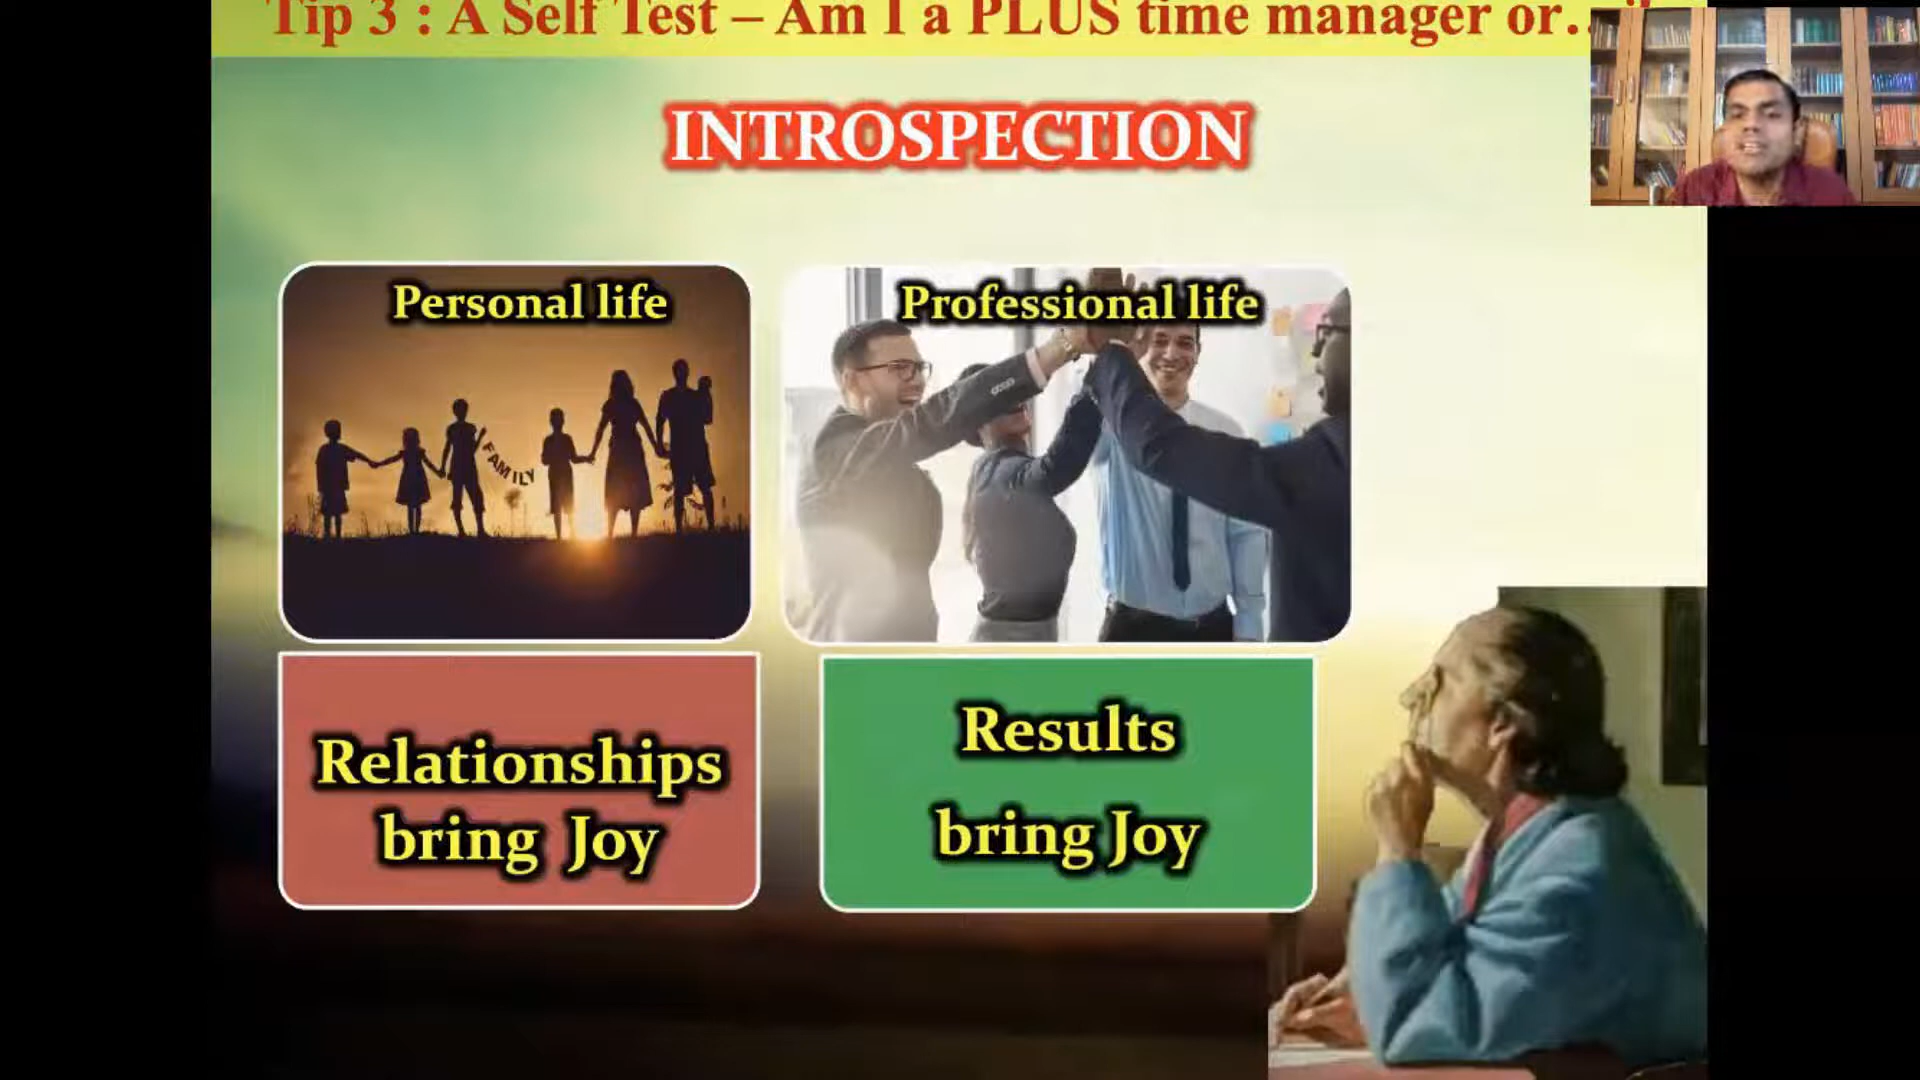 Tip 3 : A Self Test – Am I a PLUS time manager or…
INTROSPECTION
Personal life
Professional life
FAMILY
Relationships
bring Joy
Results
bring Joy